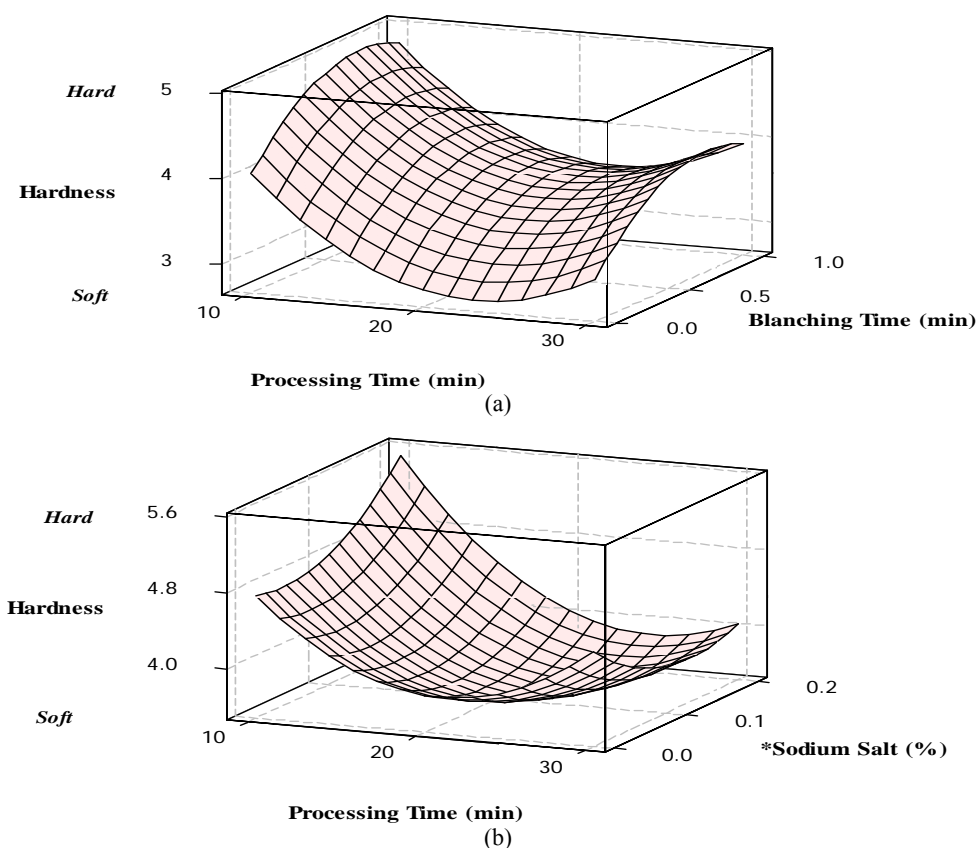 Hard 5
Hardness 4
3
Soft
10 20 30
0.0 0.5 1.0
Blanching Time (min)
Processing Time (min)
(a)
Hard 5.6
4.8
Hardness
4.0
Soft
10 20 30
0.0 0.1 0.2
*Sodium Salt (%)
Processing Time (min)
(b)